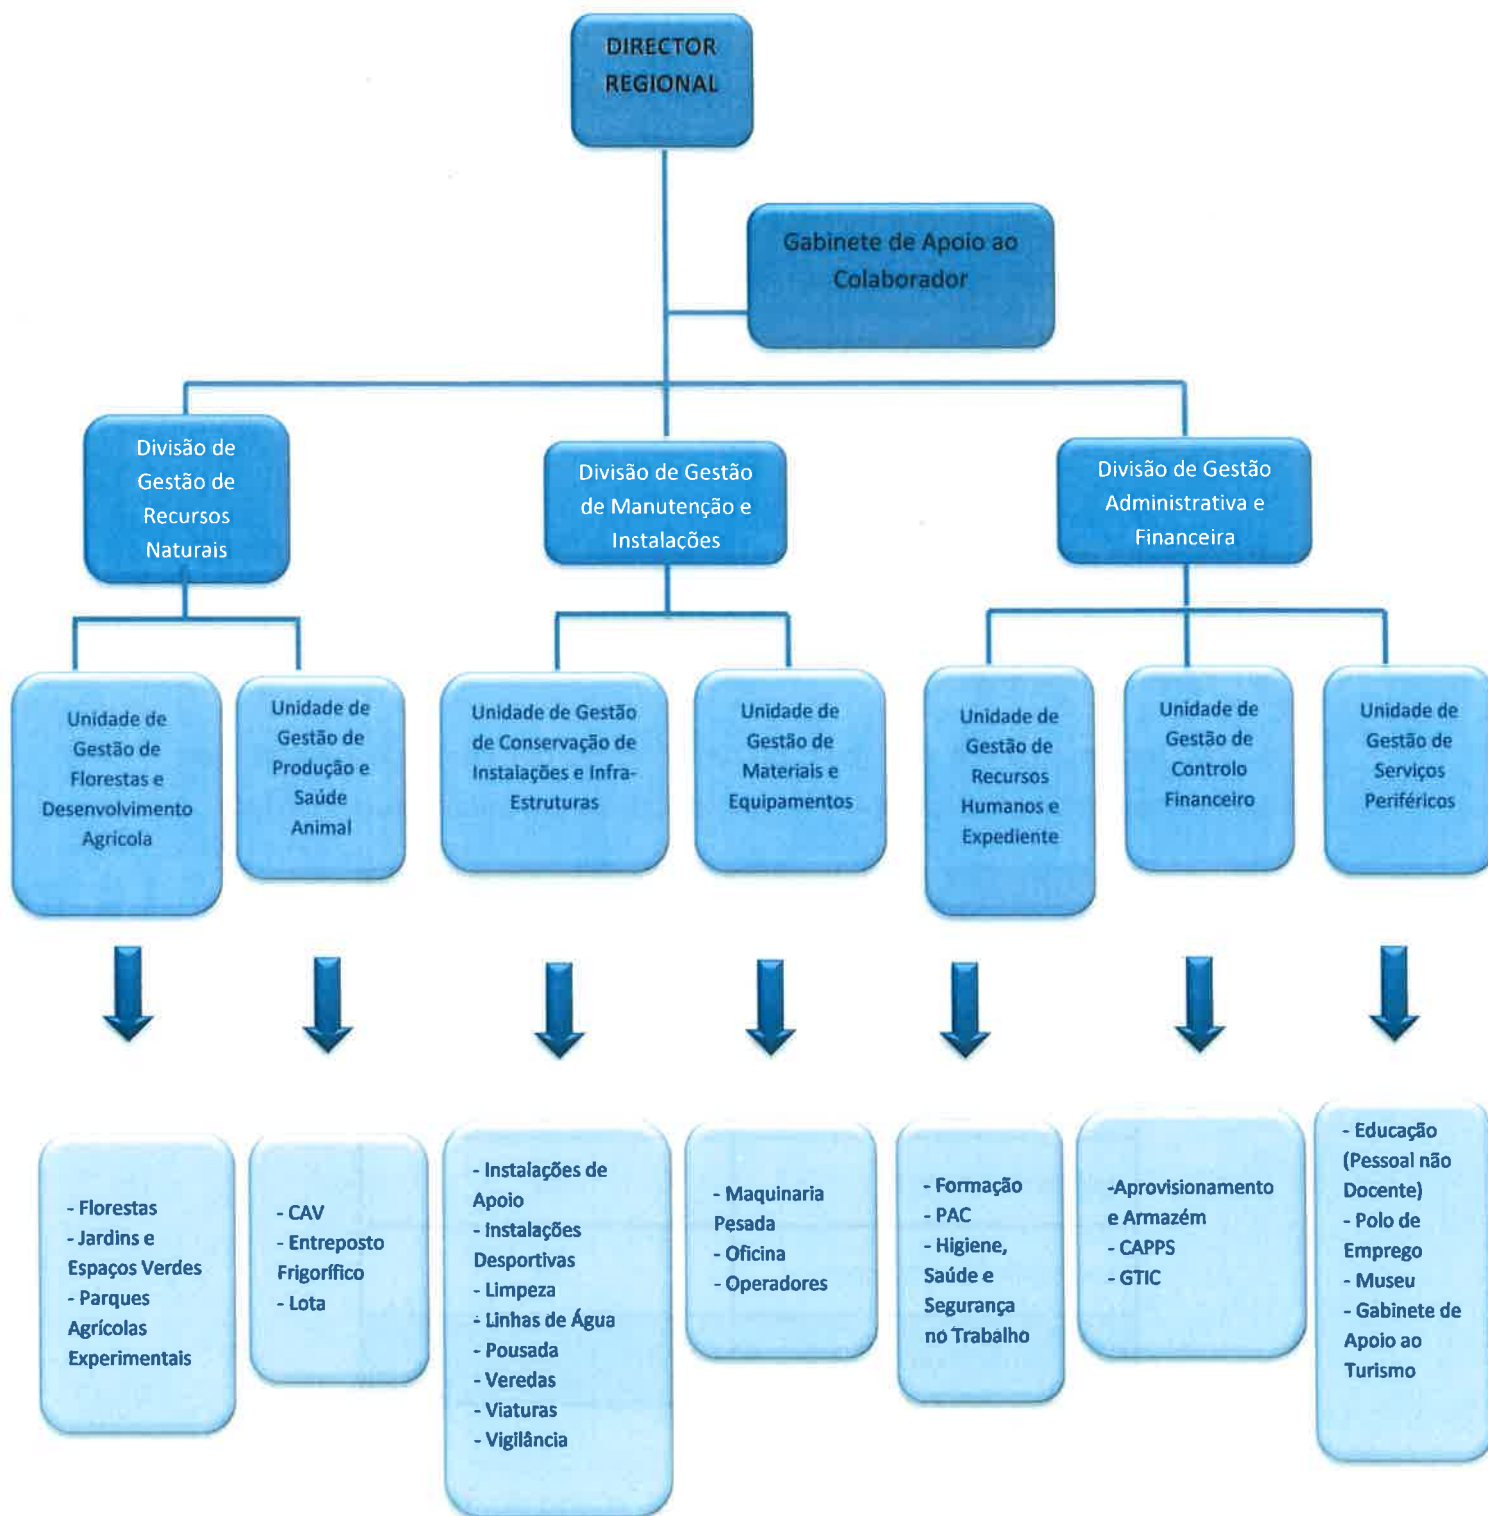 DIRECTOR
REGIONAL
Gabinete de Apoio ao
Colaborador
Divisão de
Gestão de
Recursos
Naturais
Divisão de Gestão
de Manutenção e
Instalações
Divisão de Gestão
Administrativa e
Financeira
Unidade de
Gestão de
Florestas e
Desenvolvimento
Agrícola
Unidade de
Gestão de
Produção e
Saúde
Animal
Unidade de Gestão
de Conservação de
Instalações e Infra-
Estruturas
Unidade de
Gestão de
Materiais e
Equipamentos
Unidade de
Gestão de
Recursos
Humanos e
Expediente
Unidade de
Gestão de
Controlo
Financeiro
Unidade de
Gestão de
Serviços
Periféricos
- Florestas
- Jardins e
Espaços Verdes
- Parques
Agrícolas
Experimentais
- CAV
- Entreposto
Frigorífico
- Lota
- Instalações de
Apoio
- Instalações
Desportivas
- Limpeza
- Linhas de Água
- Pousada
- Veredas
- Viaturas
- Vigilância
- Maquinaria
Pesada
- Oficina
- Operadores
- Formação
- PAC
- Higiene,
Saúde e
Segurança
no Trabalho
-Aprovisionamento
e Armazém
- CAPPS
- GTIC
- Educação
(Pessoal não
Docente)
- Polo de
Emprego
- Museu
- Gabinete de
Apoio ao
Turismo